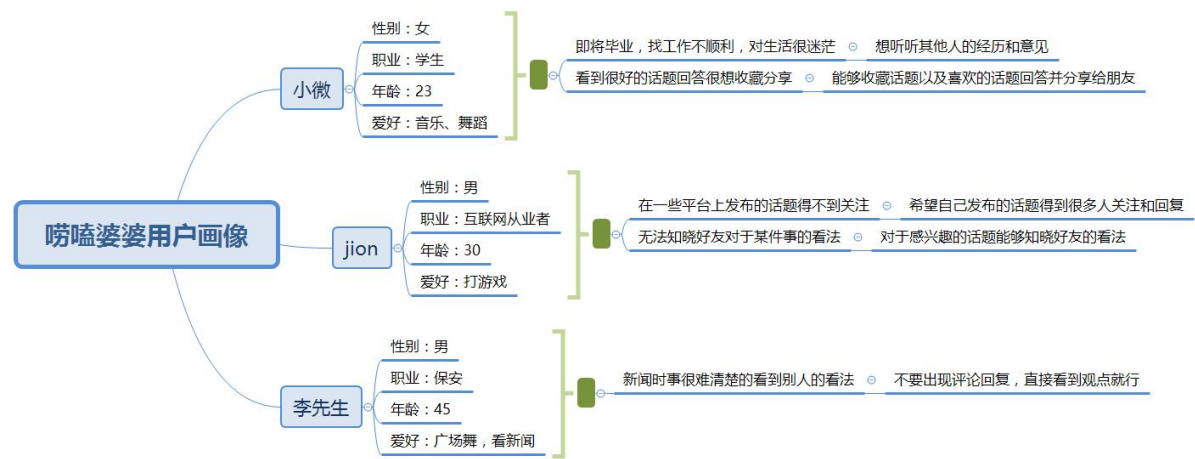 唠嗑婆婆用户画像
小微
性别：女
职业：学生
年龄：23
爱好：音乐、舞蹈
即将毕业，找工作不顺利，对生活很迷茫
想听听其他人的经历和意见
看到很好的话题回答很想收藏分享
能够收藏话题以及喜欢的话题回答并分享给朋友
jion
性别：男
职业：互联网从业者
年龄：30
爱好：打游戏
在一些平台上发布的话题得不到关注
希望自己发布的话题得到很多人关注和回复
无法知晓好友对于某件事的看法
对于感兴趣的话题能够知晓好友的看法
李先生
性别：男
职业：保安
年龄：45
爱好：广场舞，看新闻
新闻时事很难清楚的看到别人的看法
不要出现评论回复，直接看到观点就行